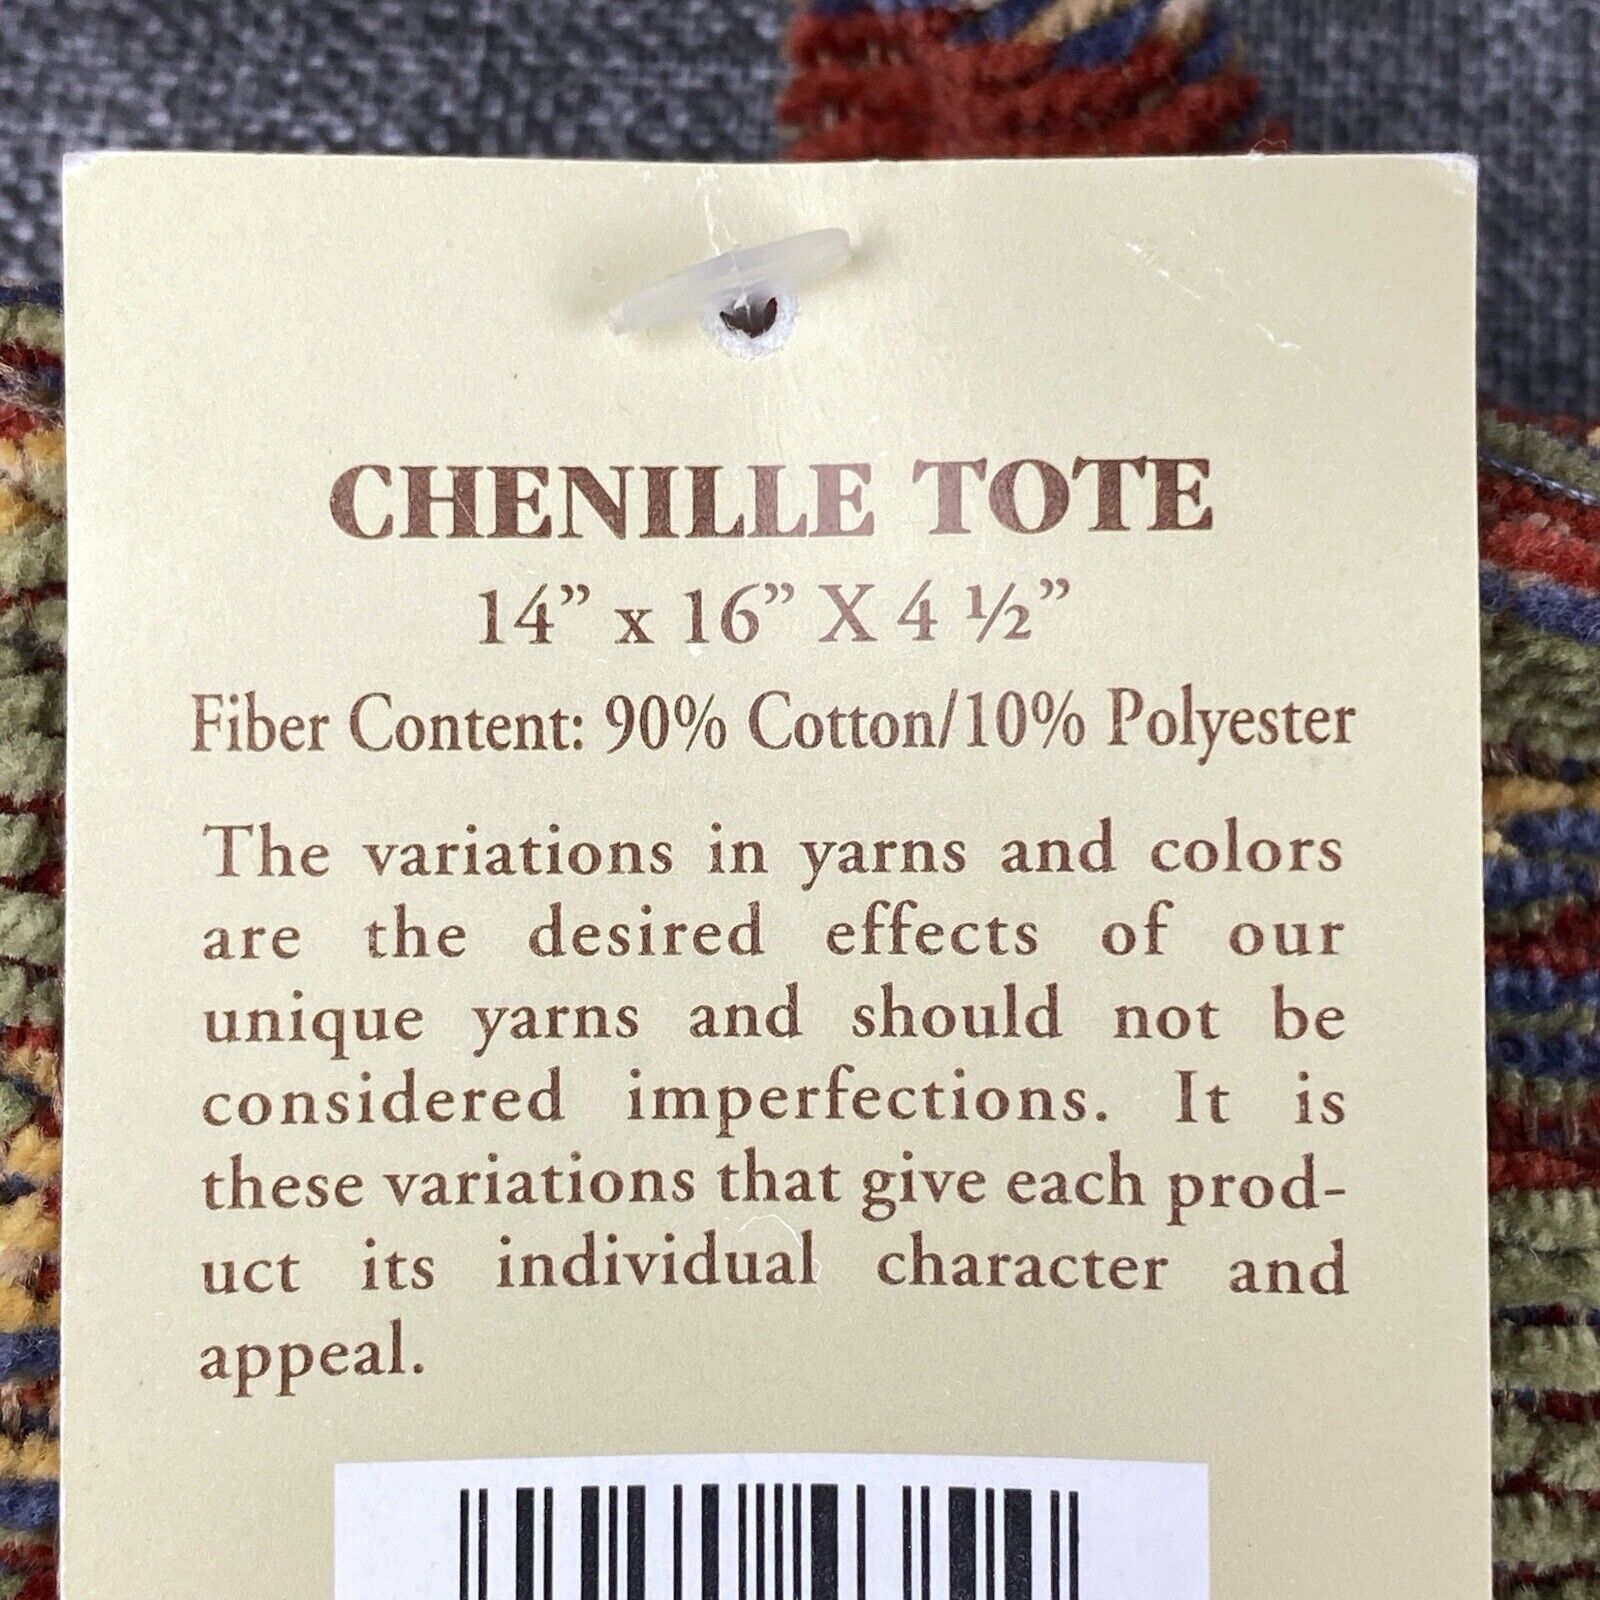 CHENILLE TOTE
14” x 16” X 4 ½”
Fiber Content: 90% Cotton/10% Polyester
The variations in yarns and colors
are the desired effects of our
unique yarns and should not be
considered imperfections. It is
these variations that give each prod-
uct its individual character and
appeal.